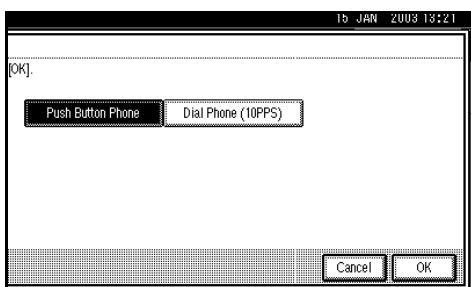 15 JAN 2003 13:21
[OK].
Push Button Phone Dial Phone (10PPS)
Cancel OK